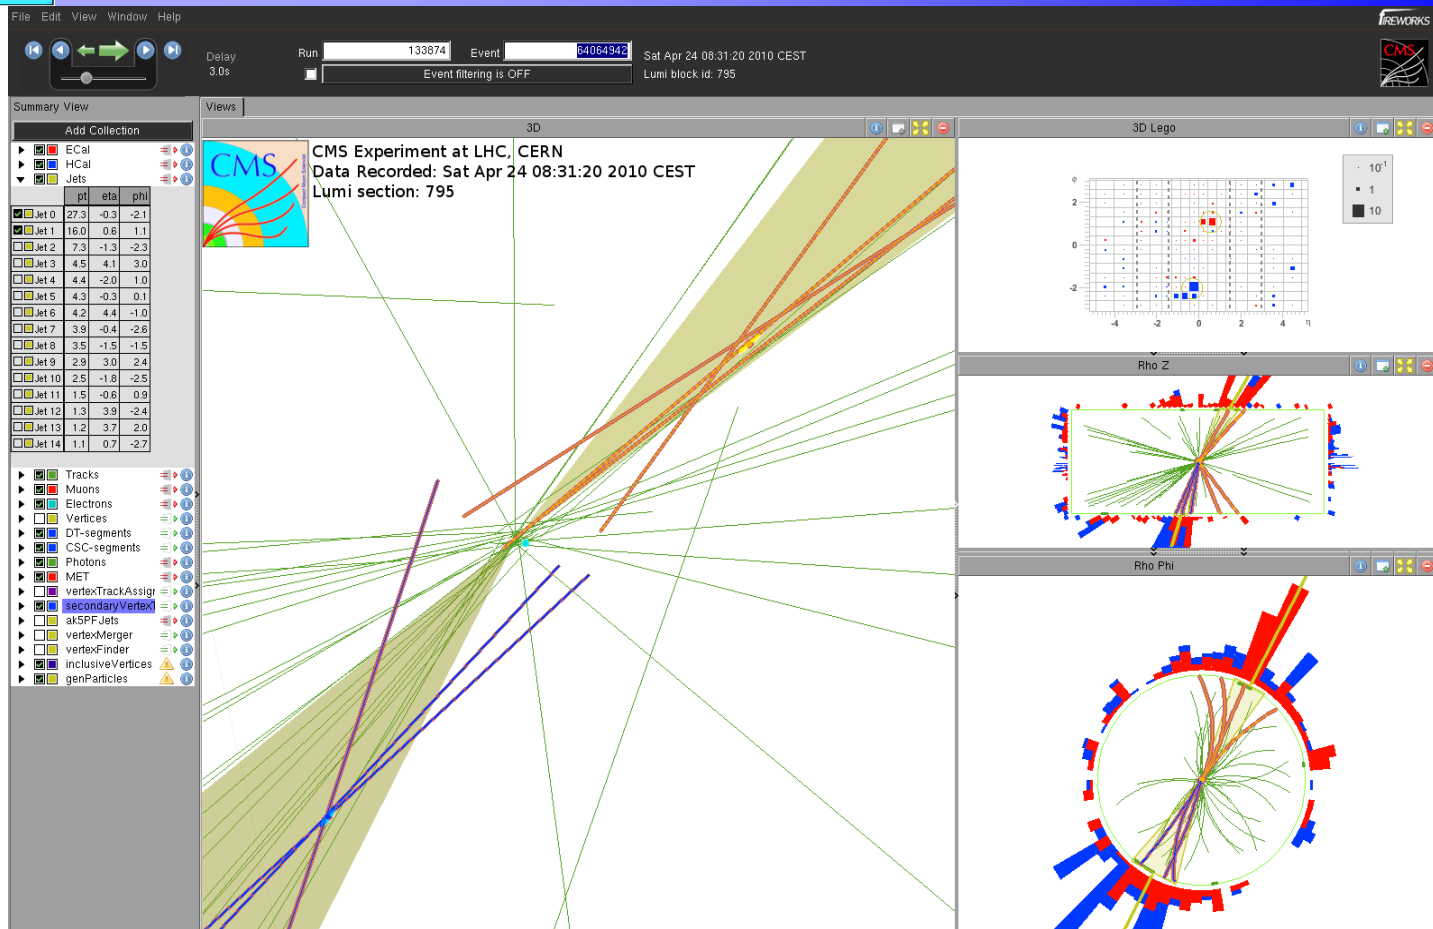 File Edit View Window Help
FIREWORKS
Delay
3.0s
Run 133874 Event 64064942 Sat Apr 24 08:31:20 2010 CEST
Event filtering is OFF Lumi block id: 795
CMS
Summary View
Add Collection
ECal
HCal
Jets
pt eta phi
Jet 0 27.3 -0.3 -2.1
Jet 1 16.0 0.6 1.1
Jet 2 7.3 -1.3 -2.3
Jet 3 4.5 4.1 3.0
Jet 4 4.4 -2.0 1.0
Jet 5 4.3 -0.3 0.1
Jet 6 4.2 4.4 -1.0
Jet 7 3.9 -0.4 -2.6
Jet 8 3.5 -1.5 -1.5
Jet 9 2.9 3.0 2.4
Jet 10 2.5 -1.8 -2.5
Jet 11 1.5 -0.6 0.9
Jet 12 1.3 3.9 -2.4
Jet 13 1.2 3.7 2.0
Jet 14 1.1 0.7 -2.7
Tracks
Muons
Electrons
Vertices
DT-segments
CSC-segments
Photons
MET
vertexTrackAssigr
secondaryVertexT
ak5PFJets
vertexMerger
vertexFinder
inclusiveVertices
genParticles
Views
3D
CMS
CMS Experiment at LHC, CERN
Data Recorded: Sat Apr 24 08:31:20 2010 CEST
Lumi section: 795
3D Lego
10⁻¹
1
10
ϕ
2
0
-2
-4 -2 0 2 4 η
Rho Z
Rho Phi